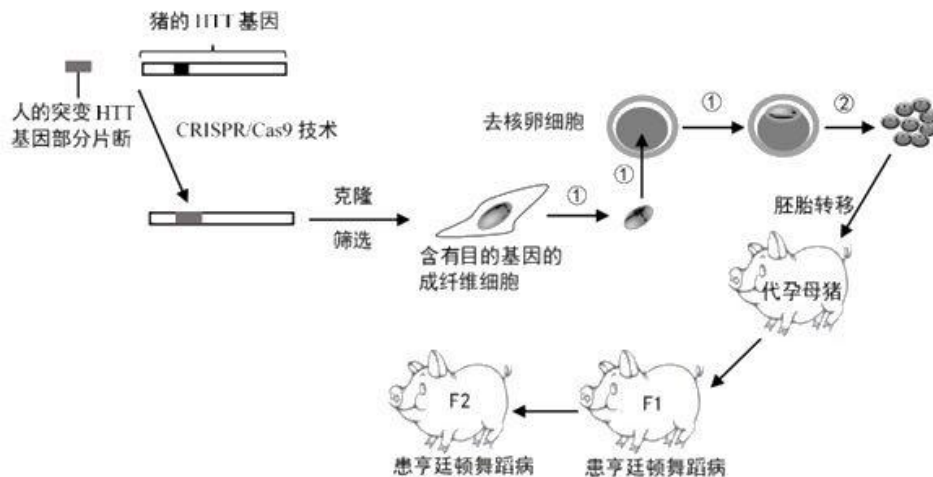 猪的 HTT 基因
人的突变 HTT
基因部分片断
CRISPR/Cas9 技术
去核卵细胞
①
②
①
克隆
筛选
①
含有目的基因的
成纤维细胞
胚胎转移
代孕母猪
F2
F1
患亨廷顿舞蹈病
患亨廷顿舞蹈病